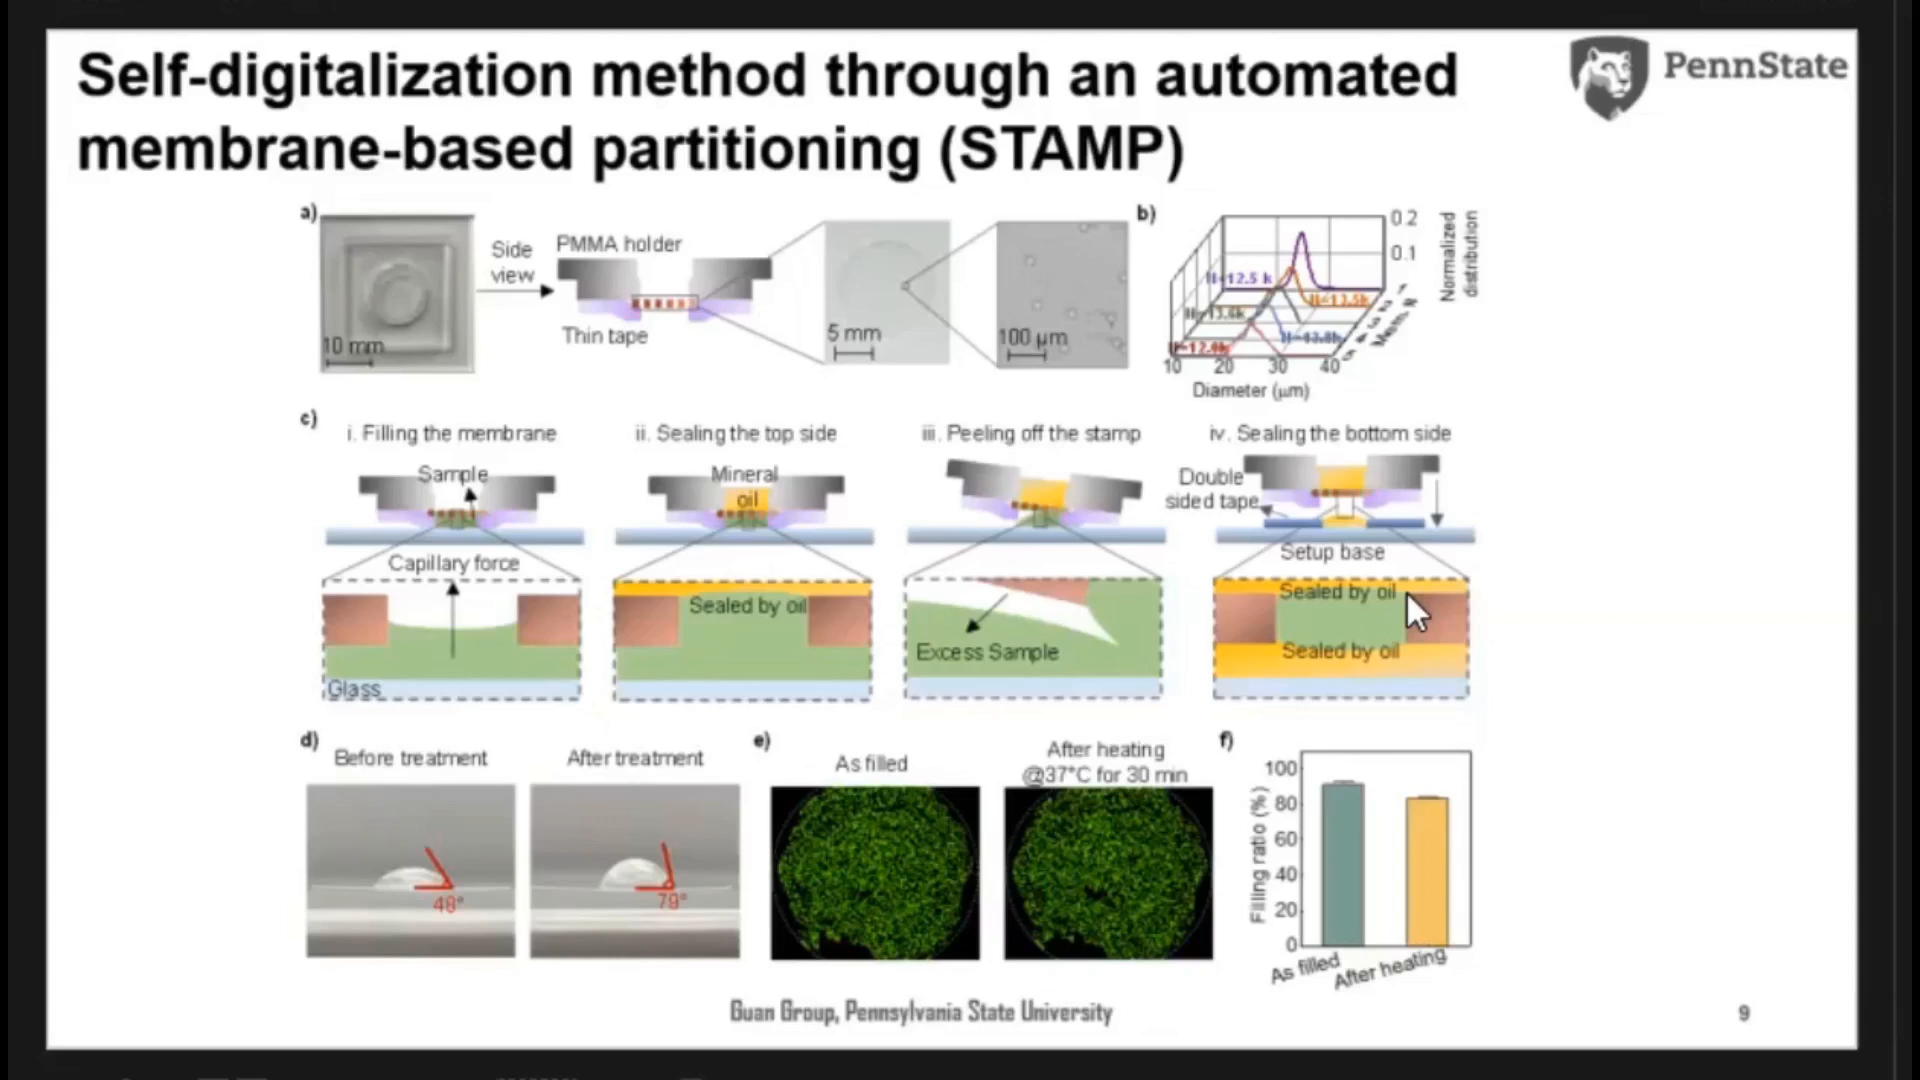 Self-digitalization method through an automated
membrane-based partitioning (STAMP)
PennState
a)
Side
view
PMMA holder
Thin tape
10 mm
5 mm
100 µm
b)
0.2
0.1
Normalized
distribution
10 20 30 40
Diameter (µm)
c)
i. Filling the membrane
ii. Sealing the top side
iii. Peeling off the stamp
iv. Sealing the bottom side
Sample
Mineral
oil
Double
sided tape
Setup base
Capillary force
Glass
Sealed by oil
Excess Sample
Sealed by oil
Sealed by oil
d)
Before treatment
After treatment
48°
79°
e)
As filled
After heating
@37°C for 30 min
f)
Filling ratio (%)
100
80
60
40
20
0
As filled
After heating
Guan Group, Pennsylvania State University
9